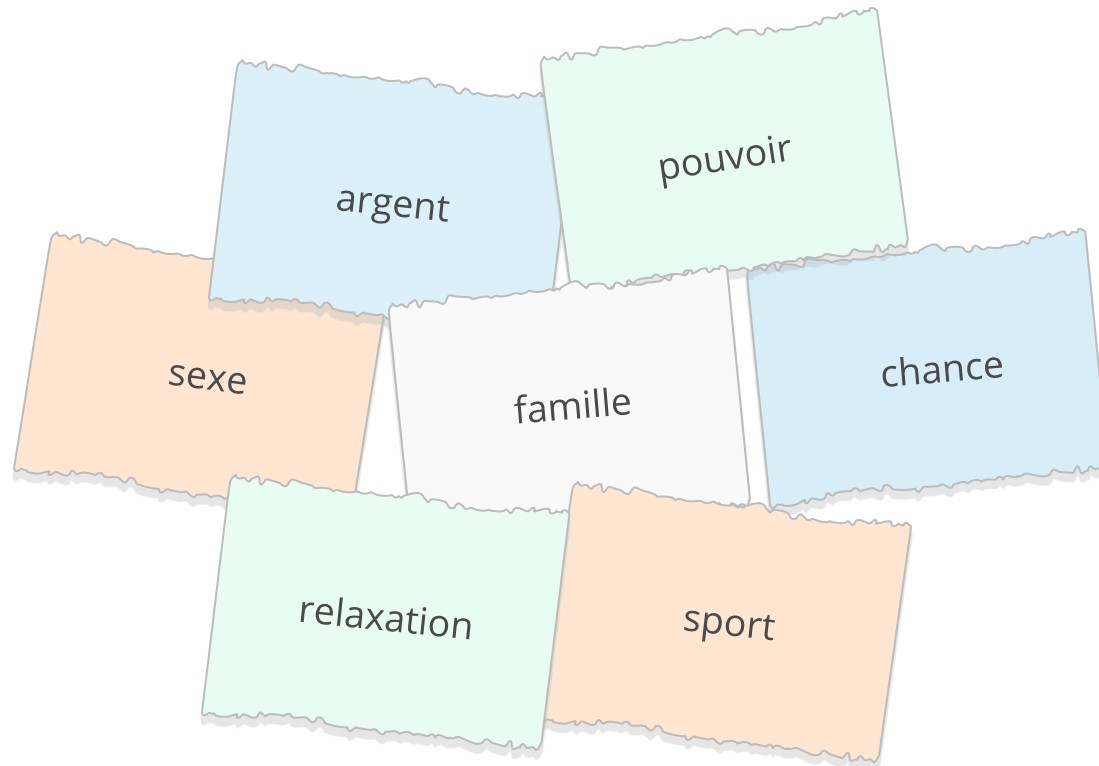 argent
pouvoir
sexe
famille
chance
relaxation
sport